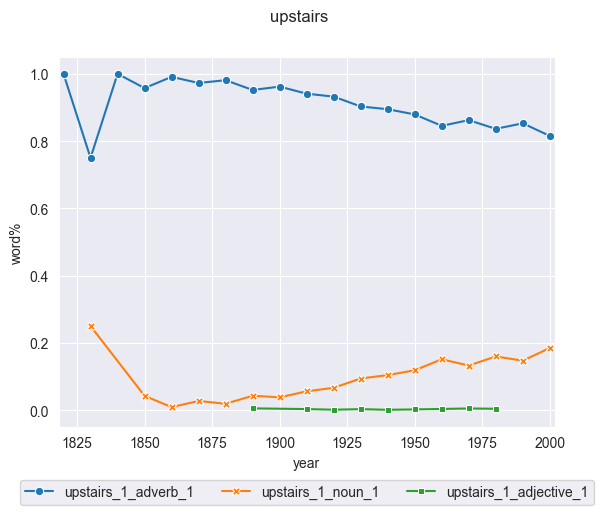 upstairs
1.0
0.8
0.6
0.4
0.2
0.0
word%
1825 1850 1875 1900 1925 1950 1975 2000
year
upstairs_1_adverb_1 upstairs_1_noun_1 upstairs_1_adjective_1